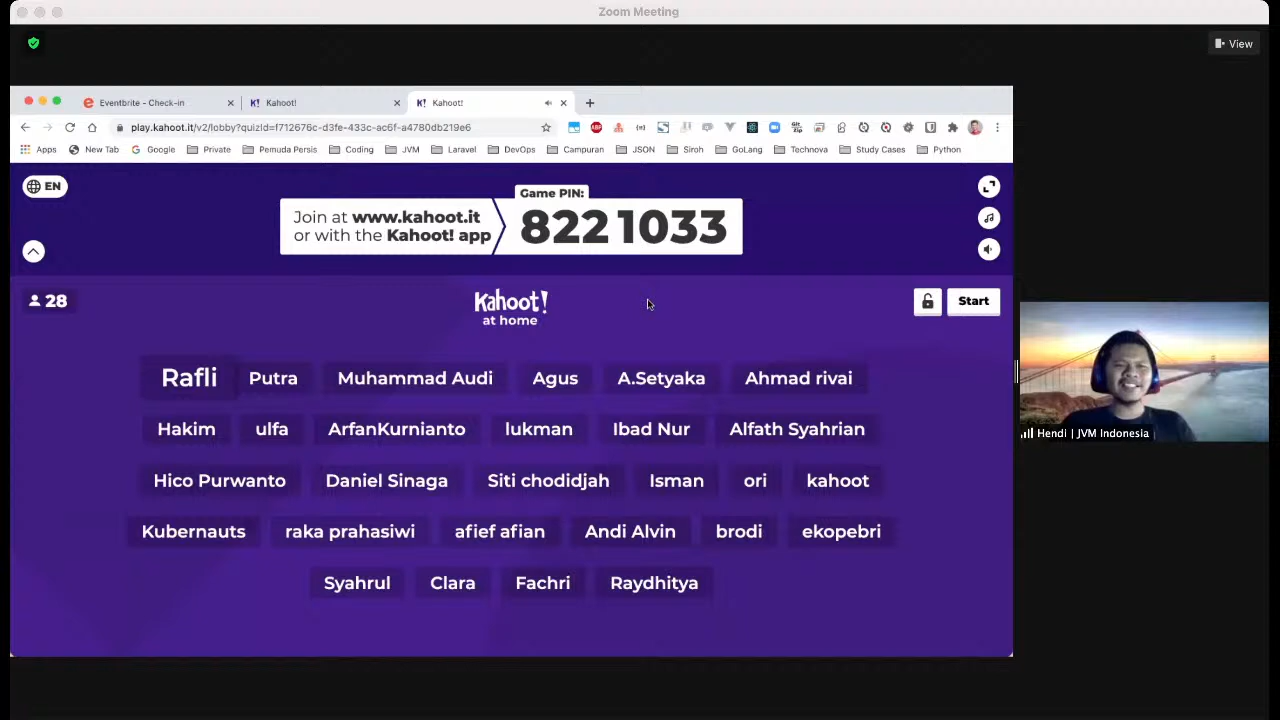 Zoom Meeting
View
Eventbrite - Check-in
Kahoot!
Kahoot!
play.kahoot.it/v2/lobby?quizId=f712676c-d3fe-433c-ac6f-a4780db219e6
Apps New Tab Google Private Pemuda Persis Coding JVM Laravel DevOps Campuran JSON Siroh GoLang Technova Study Cases Python
EN
Game PIN:
Join at www.kahoot.it
or with the Kahoot! app
822 1033
28
Kahoot!
at home
Start
Rafli Putra Muhammad Audi Agus A.Setyaka Ahmad rivai
Hakim ulfa ArfanKurnianto lukman Ibad Nur Alfath Syahrian
Hico Purwanto Daniel Sinaga Siti chodidjah Isman ori kahoot
Kubernauts raka prahasiwi afief afian Andi Alvin brodi ekopebri
Syahrul Clara Fachri Raydhitya
Hendi | JVM Indonesia